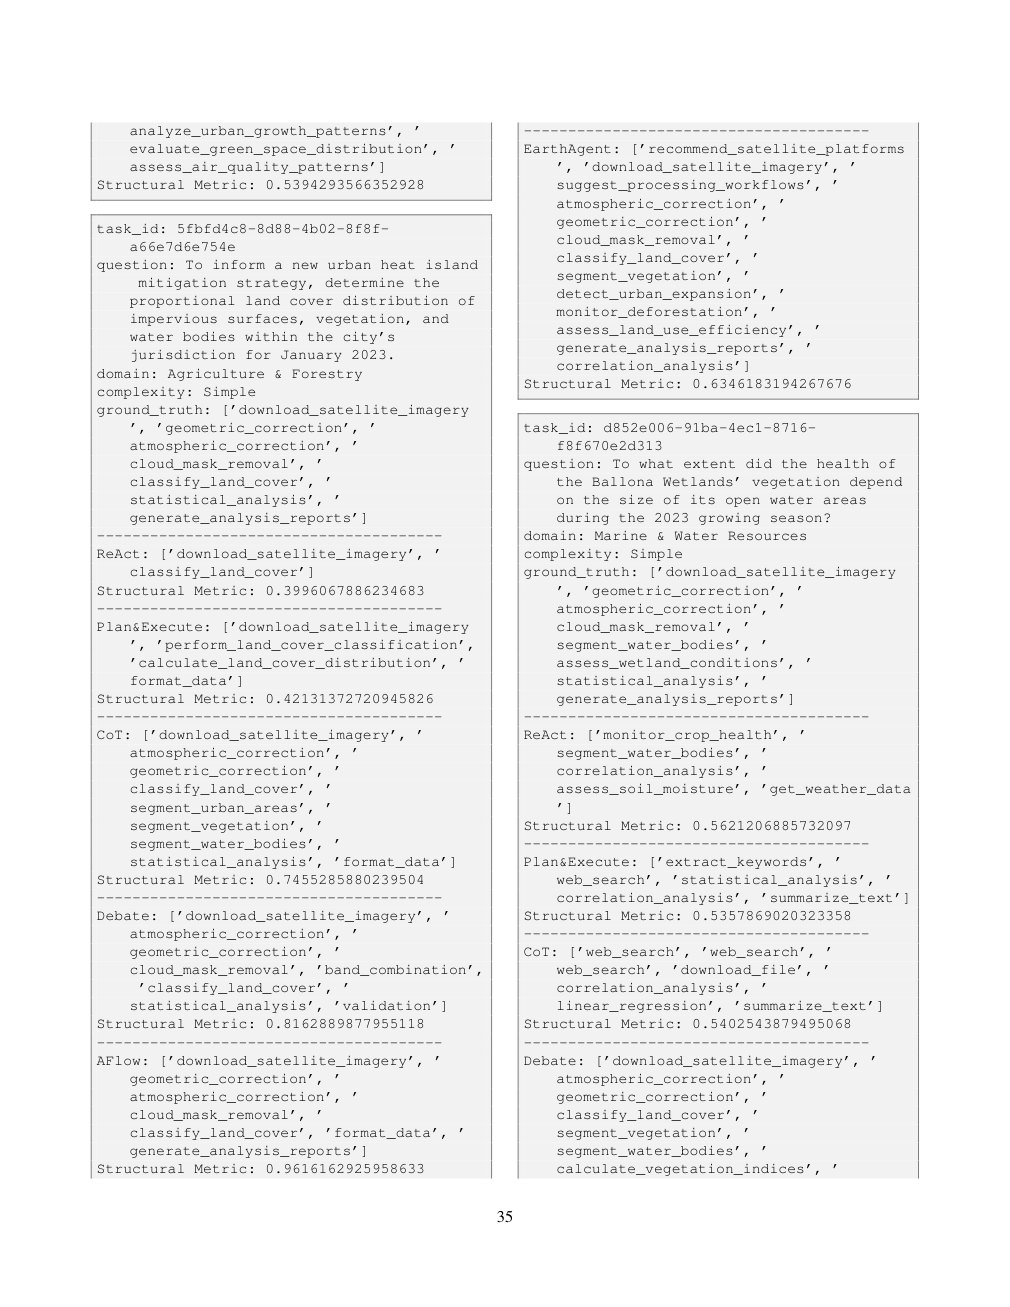 analyze_urban_growth_patterns', '
evaluate_green_space_distribution', '
assess_air_quality_patterns']
Structural Metric: 0.5394293566352928
task_id: 5fbfd4c8-8d88-4b02-8f8f-
a66e7d6e754e
question: To inform a new urban heat island
mitigation strategy, determine the
proportional land cover distribution of
impervious surfaces, vegetation, and
water bodies within the city's
jurisdiction for January 2023.
domain: Agriculture & Forestry
complexity: Simple
ground_truth: ['download_satellite_imagery
', 'geometric_correction', '
atmospheric_correction', '
cloud_mask_removal', '
classify_land_cover', '
statistical_analysis', '
generate_analysis_reports']
---------------------------------------
ReAct: ['download_satellite_imagery', '
classify_land_cover']
Structural Metric: 0.3996067886234683
---------------------------------------
Plan&Execute: ['download_satellite_imagery
', 'perform_land_cover_classification',
'calculate_land_cover_distribution', '
format_data']
Structural Metric: 0.42131372720945826
---------------------------------------
CoT: ['download_satellite_imagery', '
atmospheric_correction', '
geometric_correction', '
classify_land_cover', '
segment_urban_areas', '
segment_vegetation', '
segment_water_bodies', '
statistical_analysis', 'format_data']
Structural Metric: 0.7455285880239504
---------------------------------------
Debate: ['download_satellite_imagery', '
atmospheric_correction', '
geometric_correction', '
cloud_mask_removal', 'band_combination',
'classify_land_cover', '
statistical_analysis', 'validation']
Structural Metric: 0.8162889877955118
---------------------------------------
AFlow: ['download_satellite_imagery', '
geometric_correction', '
atmospheric_correction', '
cloud_mask_removal', '
classify_land_cover', 'format_data', '
generate_analysis_reports']
Structural Metric: 0.9616162925958633
---------------------------------------
EarthAgent: ['recommend_satellite_platforms
', 'download_satellite_imagery', '
suggest_processing_workflows', '
atmospheric_correction', '
geometric_correction', '
cloud_mask_removal', '
classify_land_cover', '
segment_vegetation', '
detect_urban_expansion', '
monitor_deforestation', '
assess_land_use_efficiency', '
generate_analysis_reports', '
correlation_analysis']
Structural Metric: 0.6346183194267676
task_id: d852e006-91ba-4ec1-8716-
f8f670e2d313
question: To what extent did the health of
the Ballona Wetlands' vegetation depend
on the size of its open water areas
during the 2023 growing season?
domain: Marine & Water Resources
complexity: Simple
ground_truth: ['download_satellite_imagery
', 'geometric_correction', '
atmospheric_correction', '
cloud_mask_removal', '
segment_water_bodies', '
assess_wetland_conditions', '
statistical_analysis', '
generate_analysis_reports']
---------------------------------------
ReAct: ['monitor_crop_health', '
segment_water_bodies', '
correlation_analysis', '
assess_soil_moisture', 'get_weather_data
']
Structural Metric: 0.5621206885732097
---------------------------------------
Plan&Execute: ['extract_keywords', '
web_search', 'statistical_analysis', '
correlation_analysis', 'summarize_text']
Structural Metric: 0.5357869020323358
---------------------------------------
CoT: ['web_search', 'web_search', '
web_search', 'download_file', '
correlation_analysis', '
linear_regression', 'summarize_text']
Structural Metric: 0.5402543879495068
---------------------------------------
Debate: ['download_satellite_imagery', '
atmospheric_correction', '
geometric_correction', '
classify_land_cover', '
segment_vegetation', '
segment_water_bodies', '
calculate_vegetation_indices', '
35